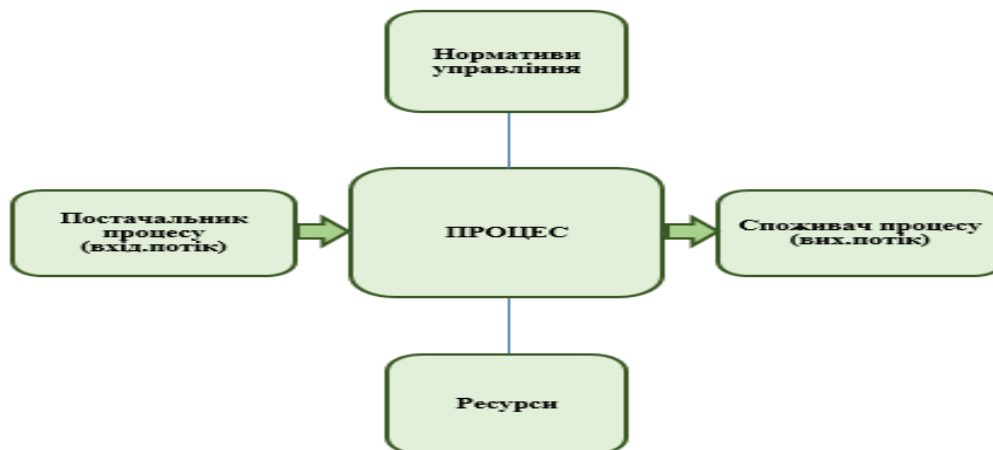 Нормативи
управління
Постачальник
процесу
(вхід.потік)
ПРОЦЕС
Споживач процесу
(вих.потік)
Ресурси